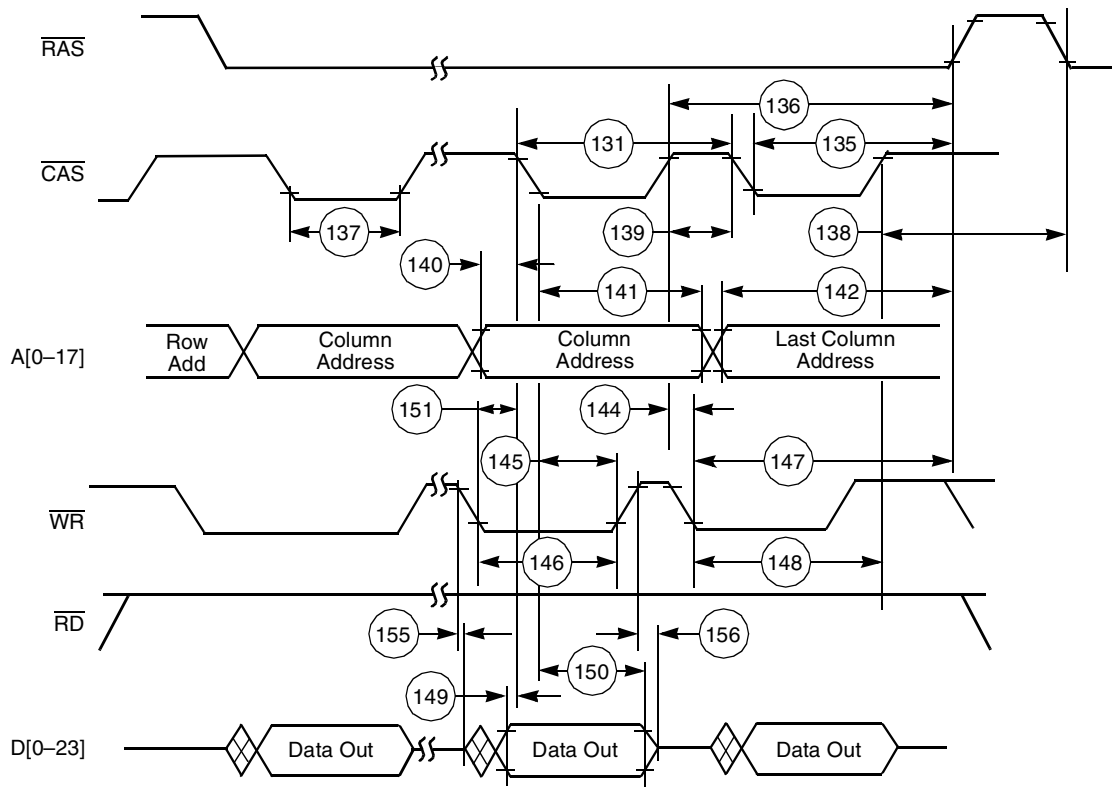 RAS
136
131
135
CAS
137
139
138
140
141
142
A[0–17]
Row
Add
Column
Address
Column
Address
Last Column
Address
151
144
145
147
WR
146
148
RD
155
156
150
149
D[0–23]
Data Out
Data Out
Data Out